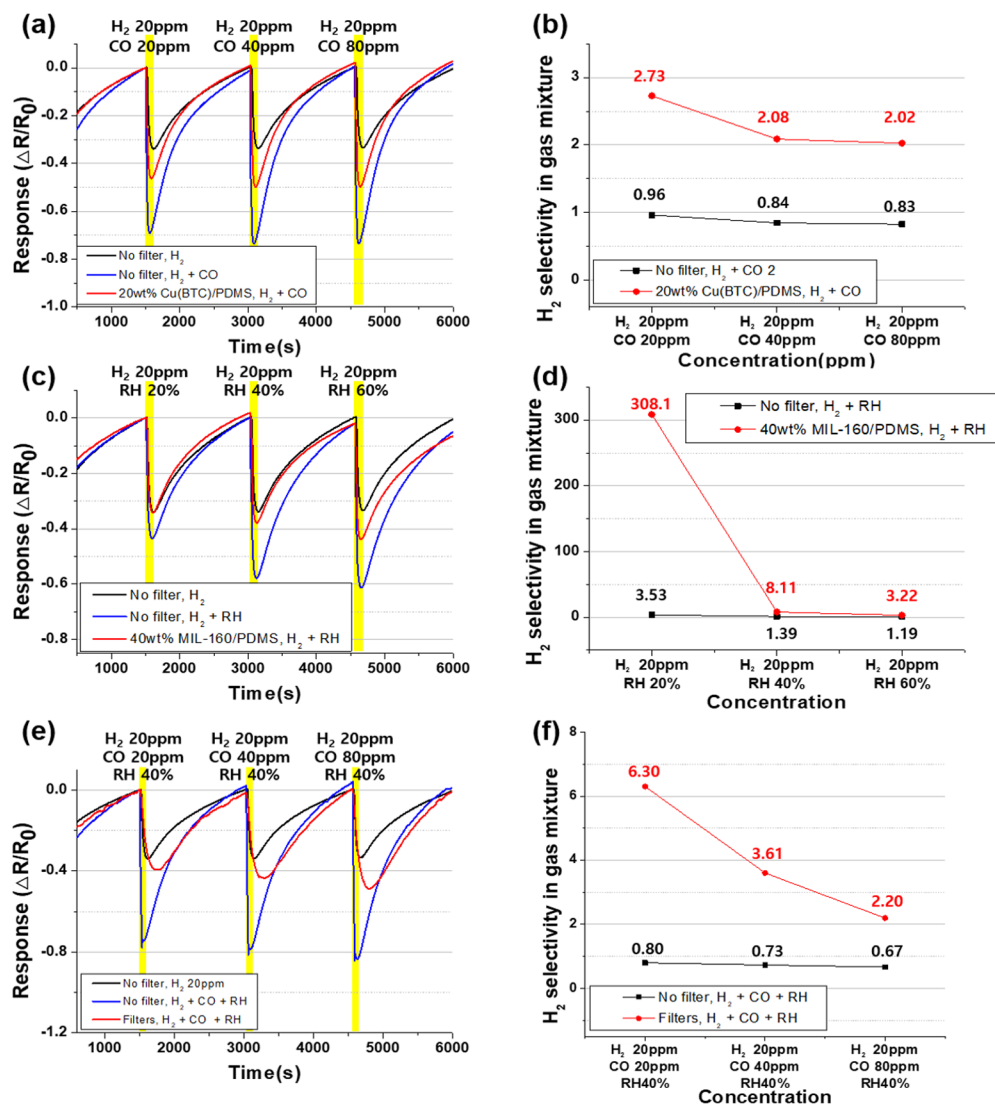 (a)
H₂ 20ppm H₂ 20ppm H₂ 20ppm
CO 20ppm CO 40ppm CO 80ppm
0.0
-0.2
-0.4
-0.6
-0.8
-1.0
Response (△R/R₀)
No filter, H₂
No filter, H₂ + CO
20wt% Cu(BTC)/PDMS, H₂ + CO
1000 2000 3000 4000 5000 6000
Time(s)
(b)
3
2
1
0
H₂ selectivity in gas mixture
2.73
2.08
2.02
0.96
0.84
0.83
No filter, H₂ + CO 2
20wt% Cu(BTC)/PDMS, H₂ + CO
H₂ 20ppm H₂ 20ppm H₂ 20ppm
CO 20ppm CO 40ppm CO 80ppm
Concentration(ppm)
(c)
H₂ 20ppm H₂ 20ppm H₂ 20ppm
RH 20% RH 40% RH 60%
0.0
-0.2
-0.4
-0.6
-0.8
Response (△R/R₀)
No filter, H₂
No filter, H₂ + RH
40wt% MIL-160/PDMS, H₂ + RH
1000 2000 3000 4000 5000 6000
Time(s)
(d)
300
200
100
0
H₂ selectivity in gas mixture
No filter, H₂ + RH
40wt% MIL-160/PDMS, H₂ + RH
308.1
8.11
3.22
3.53
1.39
1.19
H₂ 20ppm H₂ 20ppm H₂ 20ppm
RH 20% RH 40% RH 60%
Concentration
(e)
H₂ 20ppm H₂ 20ppm H₂ 20ppm
CO 20ppm CO 40ppm CO 80ppm
RH 40% RH 40% RH 40%
0.0
-0.4
-0.8
-1.2
Response (△R/R₀)
No filter, H₂ 20ppm
No filter, H₂ + CO + RH
Filters, H₂ + CO + RH
1000 2000 3000 4000 5000 6000
Time(s)
(f)
8
6
4
2
0
H₂ selectivity in gas mixture
6.30
3.61
2.20
0.80
0.73
0.67
No filter, H₂ + CO + RH
Filters, H₂ + CO + RH
H₂ 20ppm H₂ 20ppm H₂ 20ppm
CO 20ppm CO 40ppm CO 80ppm
RH40% RH40% RH40%
Concentration